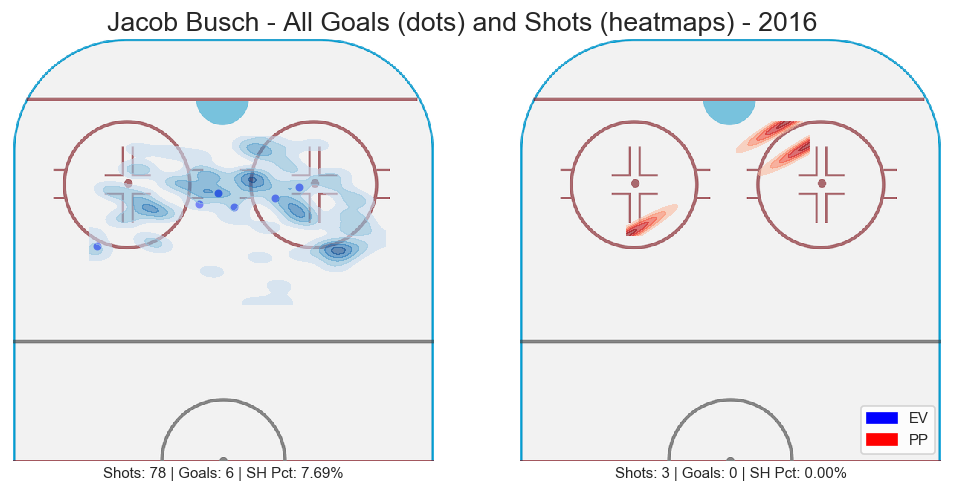 Jacob Busch - All Goals (dots) and Shots (heatmaps) - 2016
EV
PP
Shots: 78 | Goals: 6 | SH Pct: 7.69%
Shots: 3 | Goals: 0 | SH Pct: 0.00%